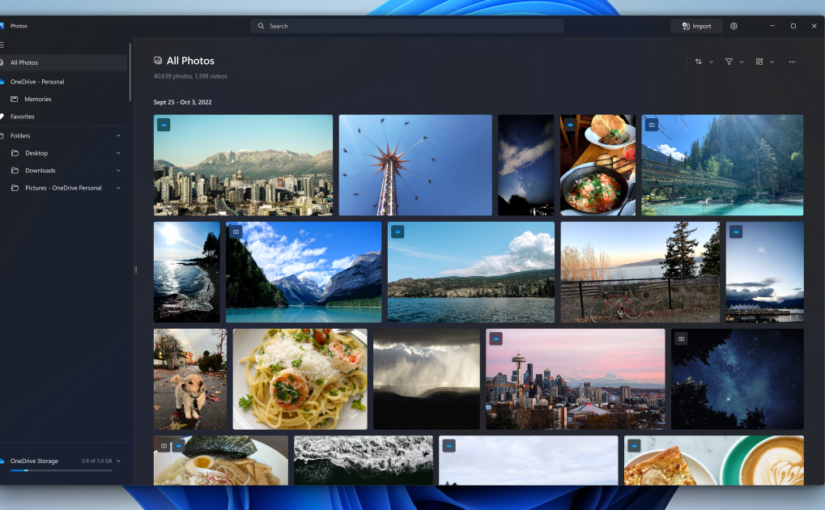 Photos
Search
Import
All Photos
OneDrive - Personal
Memories
Favorites
Folders
Desktop
Downloads
Pictures - OneDrive Personal
All Photos
40,639 photos, 1,399 videos
Sept 25 - Oct 3, 2022
OneDrive Storage
0.8 of 5.0 GB